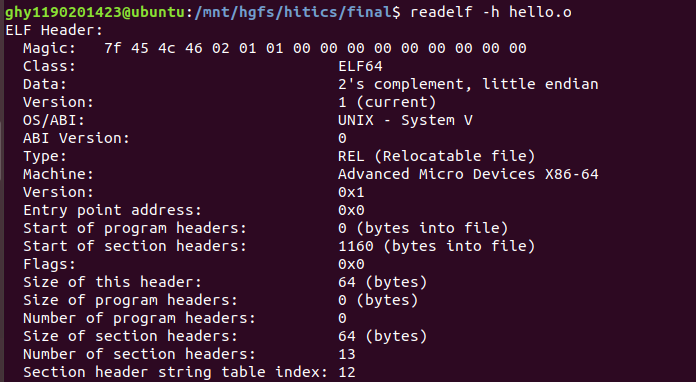 ghy1190201423@ubuntu:/mnt/hgfs/hitics/final$ readelf -h hello.o
ELF Header:
  Magic:   7f 45 4c 46 02 01 01 00 00 00 00 00 00 00 00 00
  Class:                             ELF64
  Data:                              2's complement, little endian
  Version:                           1 (current)
  OS/ABI:                            UNIX - System V
  ABI Version:                       0
  Type:                              REL (Relocatable file)
  Machine:                           Advanced Micro Devices X86-64
  Version:                           0x1
  Entry point address:               0x0
  Start of program headers:          0 (bytes into file)
  Start of section headers:          1160 (bytes into file)
  Flags:                             0x0
  Size of this header:               64 (bytes)
  Size of program headers:           0 (bytes)
  Number of program headers:         0
  Size of section headers:           64 (bytes)
  Number of section headers:         13
  Section header string table index: 12